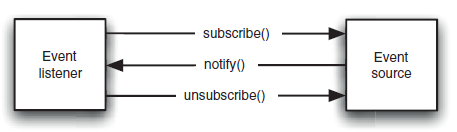 subscribe()
Event
listener
notify()
Event
source
unsubscribe()